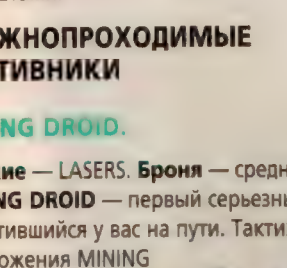 ЖНОПРОХОДИМЫЕ
ТИВНИКИ
NG DROID.
ие — LASERS. Броня — средн
NG DROID — первый серьезны
тившийся у вас на пути. Такти
ожения MINING